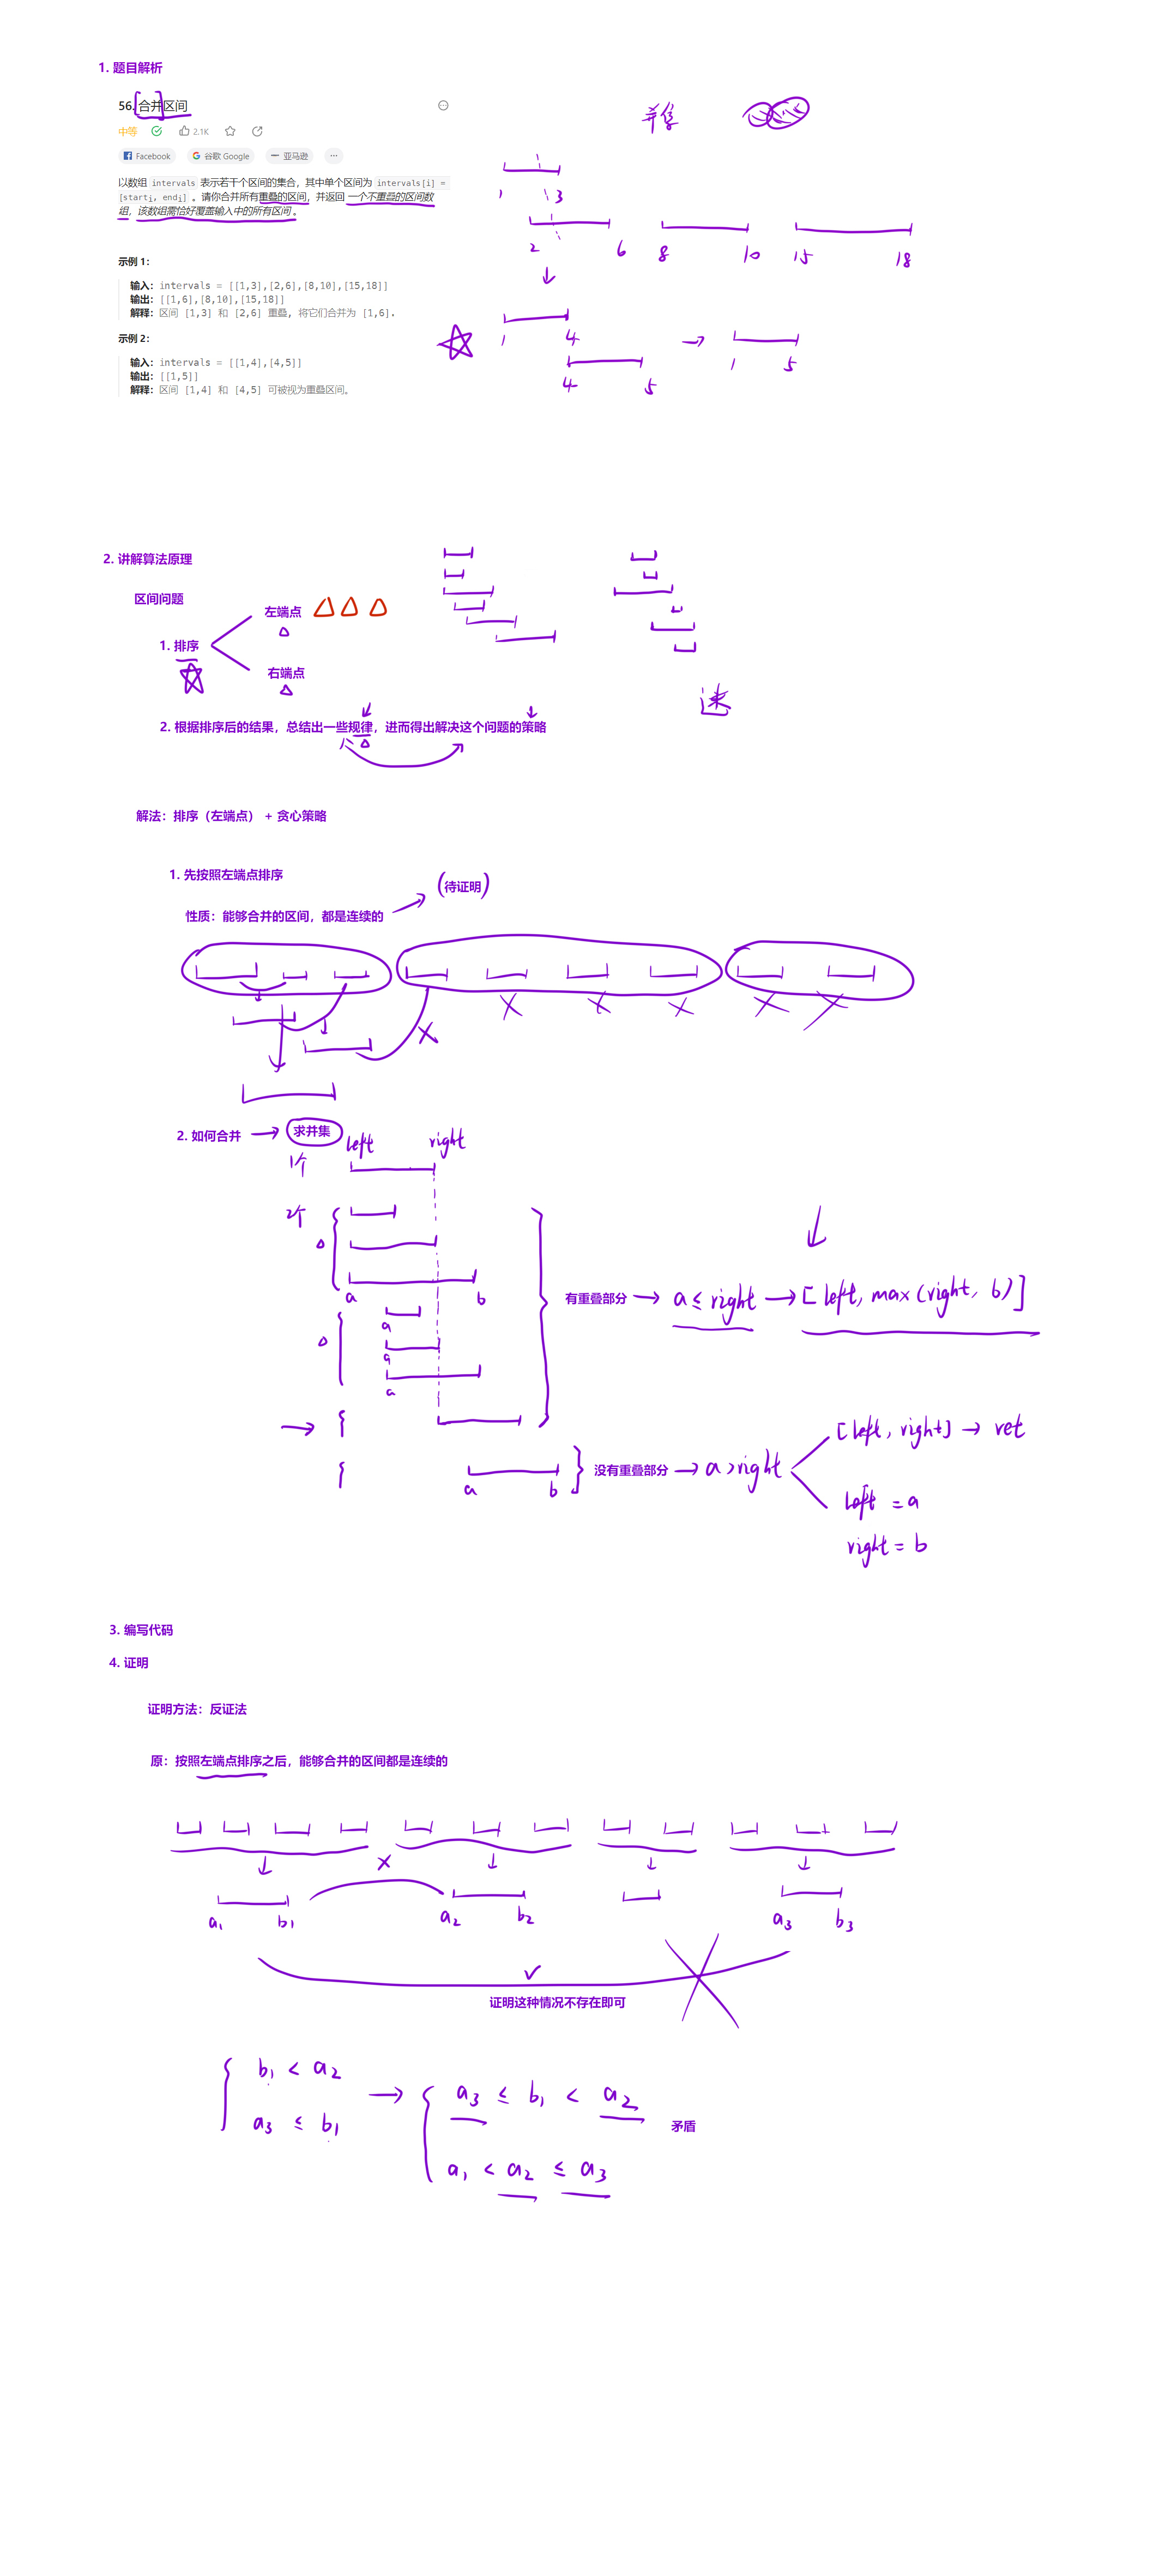 1. 题目解析
56. 合并区间
中等 2.1K
Facebook 谷歌 Google 亚马逊 ...
以数组 intervals 表示若干个区间的集合，其中单个区间为 intervals[i] =
[starti, endi] 。请你合并所有重叠的区间，并返回 一个不重叠的区间数
组，该数组需恰好覆盖输入中的所有区间 。
并集
1 3
2 6 8 10 15 18
示例 1：
输入：intervals = [[1,3],[2,6],[8,10],[15,18]]
输出：[[1,6],[8,10],[15,18]]
解释：区间 [1,3] 和 [2,6] 重叠, 将它们合并为 [1,6].
示例 2：
输入：intervals = [[1,4],[4,5]]
输出：[[1,5]]
解释：区间 [1,4] 和 [4,5] 可被视为重叠区间。
1 4
4 5
1 5
2. 讲解算法原理
区间问题
左端点
1. 排序
右端点
2. 根据排序后的结果，总结出一些规律，进而得出解决这个问题的策略
解法：排序（左端点） + 贪心策略
1. 先按照左端点排序
(待证明)
性质：能够合并的区间，都是连续的
2. 如何合并 → 求并集
left right
1个
2个
a b
有重叠部分 → a ≤ right → [left, max(right, b)]
a
a
a
[left, right] → ret
没有重叠部分 → a > right
a b
left = a
right = b
3. 编写代码
4. 证明
证明方法：反证法
原：按照左端点排序之后，能够合并的区间都是连续的
a1 b1 a2 b2 a3 b3
证明这种情况不存在即可
b1 < a2
a3 ≤ b1
→
a3 ≤ b1 < a2
矛盾
a1 < a2 ≤ a3